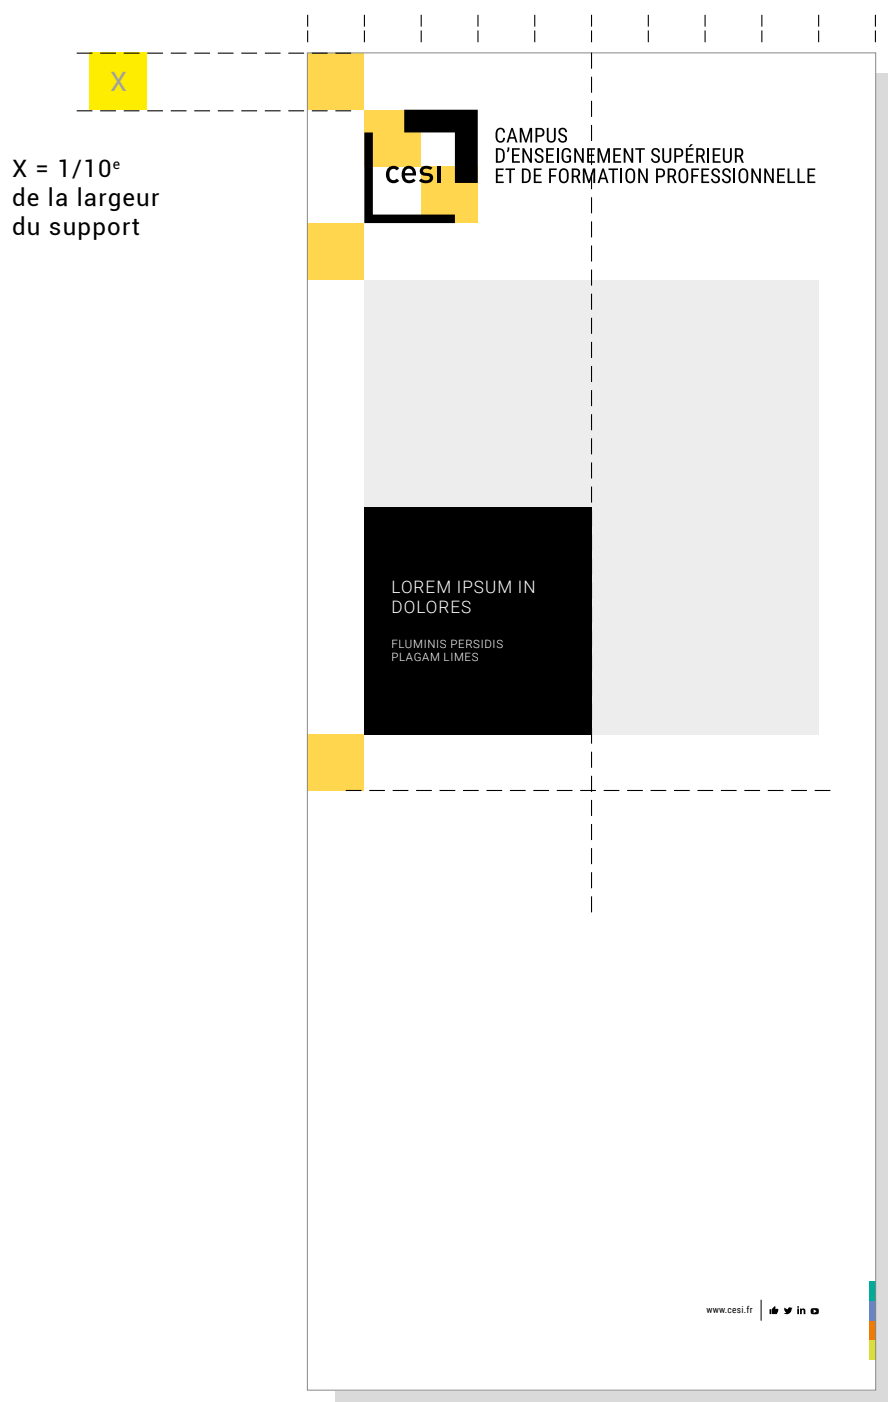 X
X = 1/10e
de la largeur
du support
cesi
CAMPUS
D'ENSEIGNEMENT SUPÉRIEUR
ET DE FORMATION PROFESSIONNELLE
LOREM IPSUM IN
DOLORES
FLUMINIS PERSIDIS
PLAGAM LIMES
www.cesi.fr
in